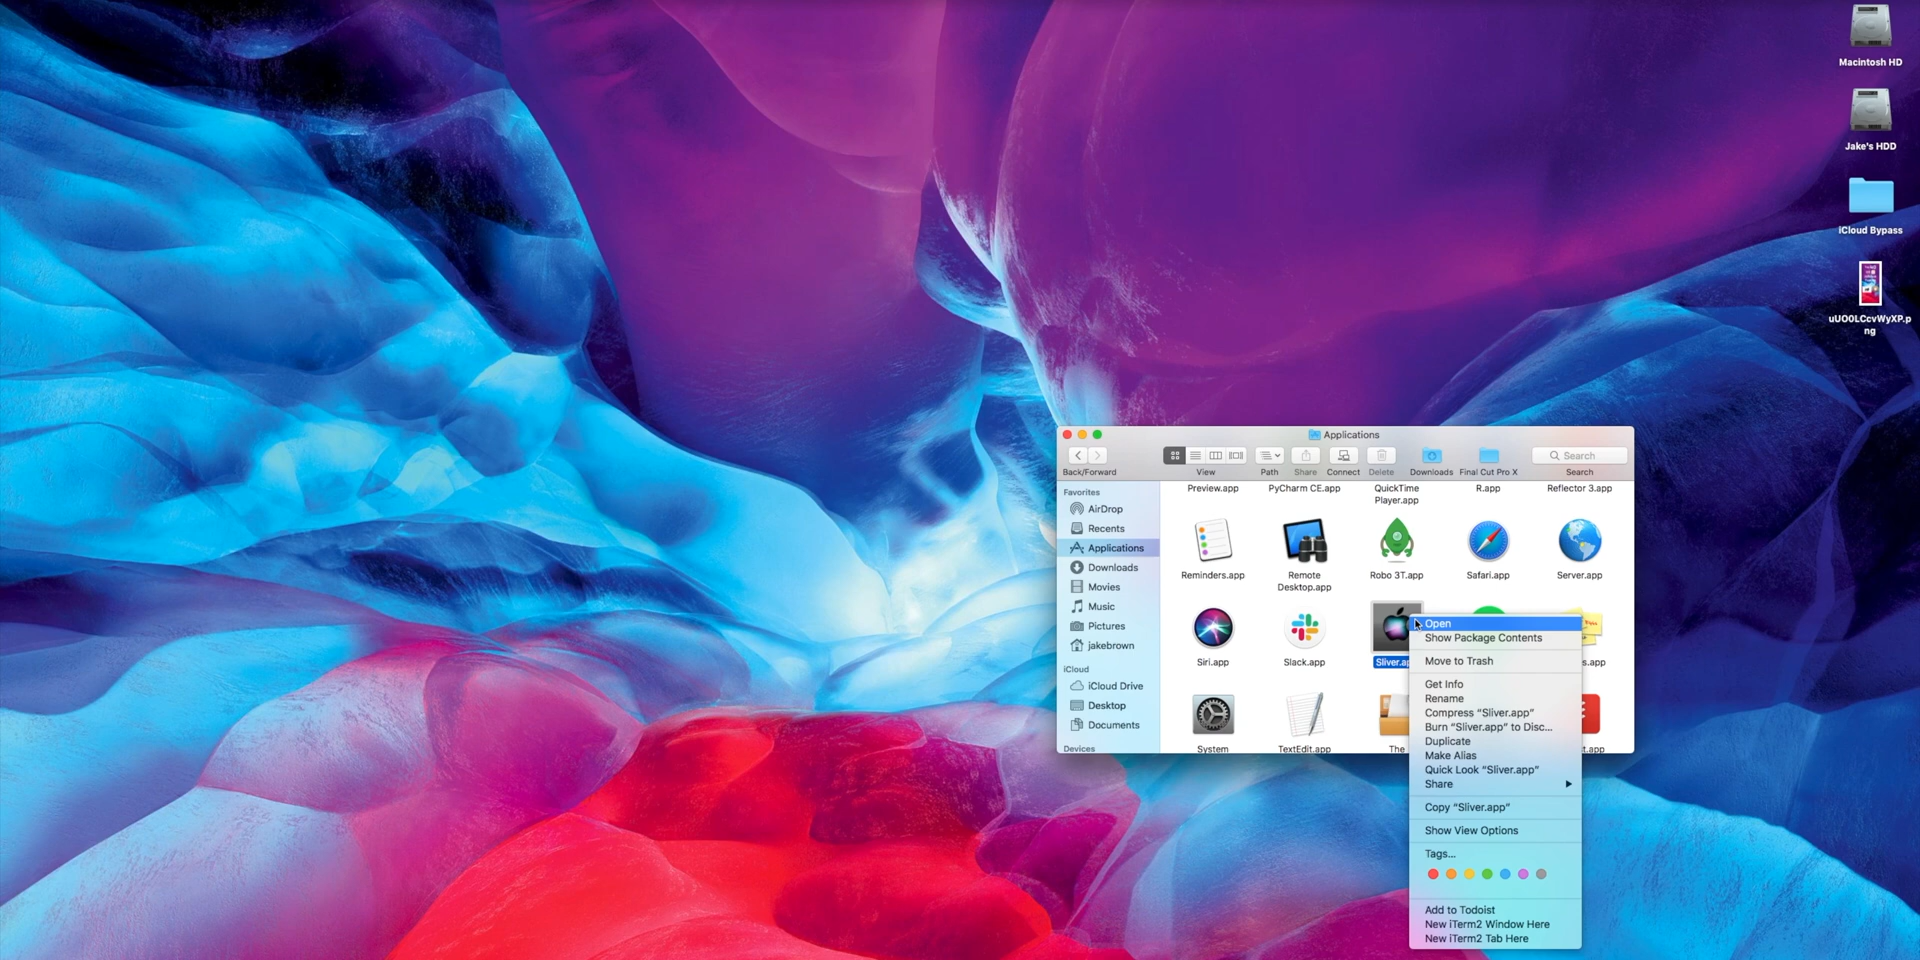 Macintosh HD
Jake's HDD
iCloud Bypass
uUO0LCcvWyXP.p
ng
Applications
Search
Back/Forward
View
Path
Share
Connect
Delete
Downloads
Final Cut Pro X
Search
Favorites
AirDrop
Recents
Applications
Downloads
Movies
Music
Pictures
jakebrown
iCloud
iCloud Drive
Desktop
Documents
Devices
Preview.app
PyCharm CE.app
QuickTime
Player.app
R.app
Reflector 3.app
Reminders.app
Remote
Desktop.app
Robo 3T.app
Safari.app
Server.app
Siri.app
Slack.app
Sliver.ap
s.app
System
TextEdit.app
The
t.app
Open
Show Package Contents
Move to Trash
Get Info
Rename
Compress “Sliver.app”
Burn “Sliver.app” to Disc...
Duplicate
Make Alias
Quick Look “Sliver.app”
Share
Copy “Sliver.app”
Show View Options
Tags...
Add to Todoist
New iTerm2 Window Here
New iTerm2 Tab Here